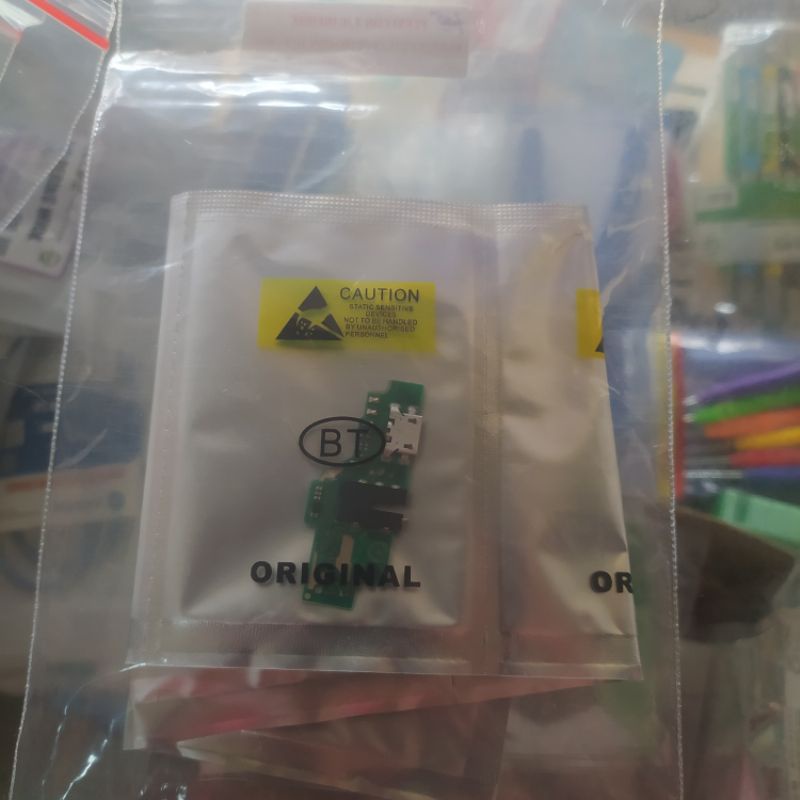 CAUTION
STATIC SENSITIVE
DEVICES
NOT TO BE HANDLED
BY UNAUTHORISED
PERSONNEL
BT
ORIGINAL
OR